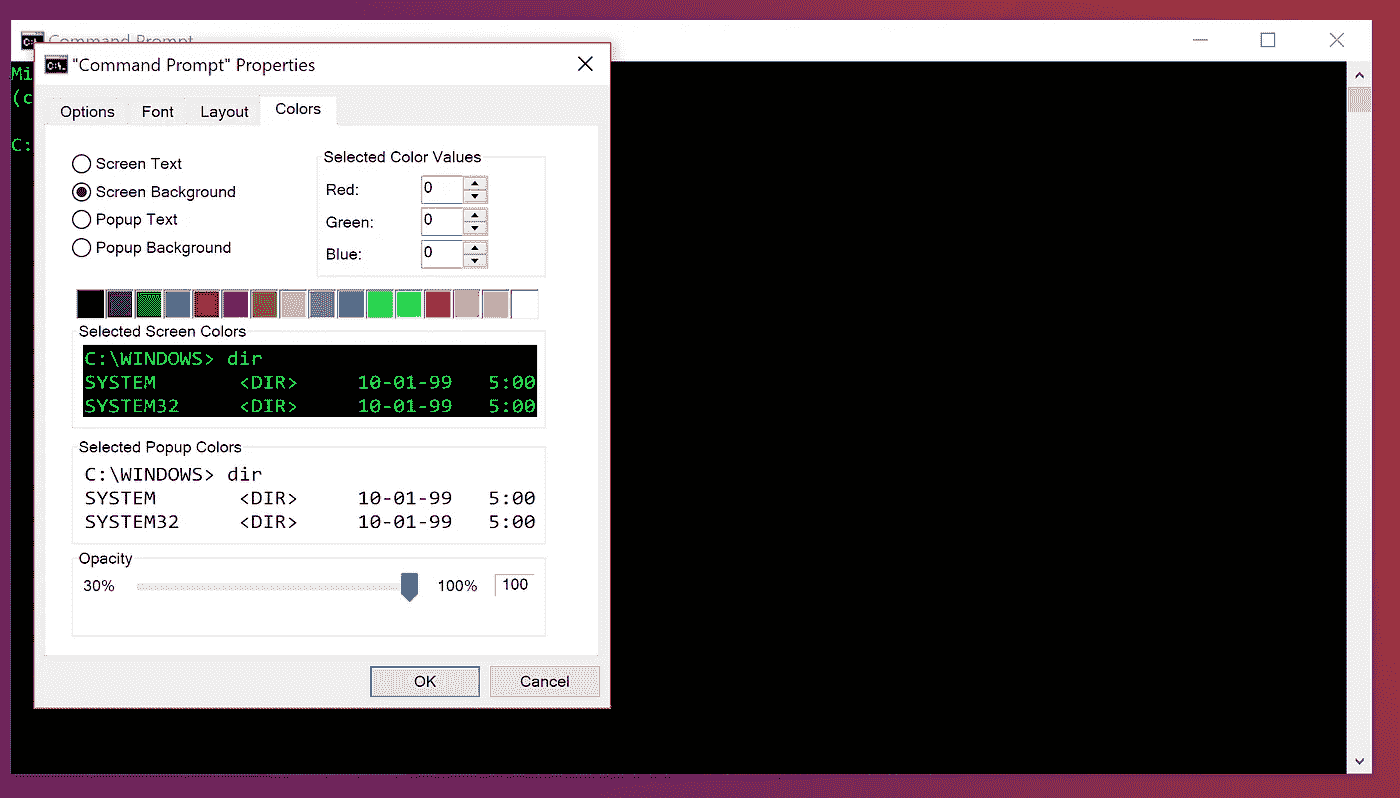 Command Prompt
"Command Prompt" Properties
Mi
(c
C:
Options Font Layout Colors
Screen Text
Screen Background
Popup Text
Popup Background
Selected Color Values
Red: 0
Green: 0
Blue: 0
Selected Screen Colors
C:\WINDOWS> dir
SYSTEM <DIR> 10-01-99 5:00
SYSTEM32 <DIR> 10-01-99 5:00
Selected Popup Colors
C:\WINDOWS> dir
SYSTEM <DIR> 10-01-99 5:00
SYSTEM32 <DIR> 10-01-99 5:00
Opacity
30% 100% 100
OK Cancel